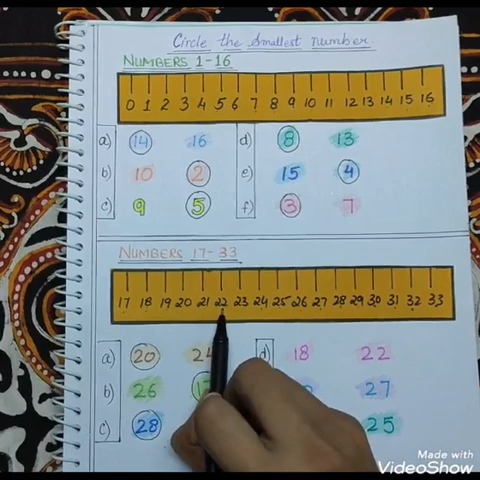 Circle the smallest number
NUMBERS 1-16
0 1 2 3 4 5 6 7 8 9 10 11 12 13 14 15 16
a) 14 16 d) 8 13
b) 10 2 e) 15 4
c) 9 5 f) 3 7
NUMBERS 17-33
17 18 19 20 21 22 23 24 25 26 27 28 29 30 31 32 33
a) 20 24 d) 18 22
b) 26 27
c) 28 25
Made with
VideoShow